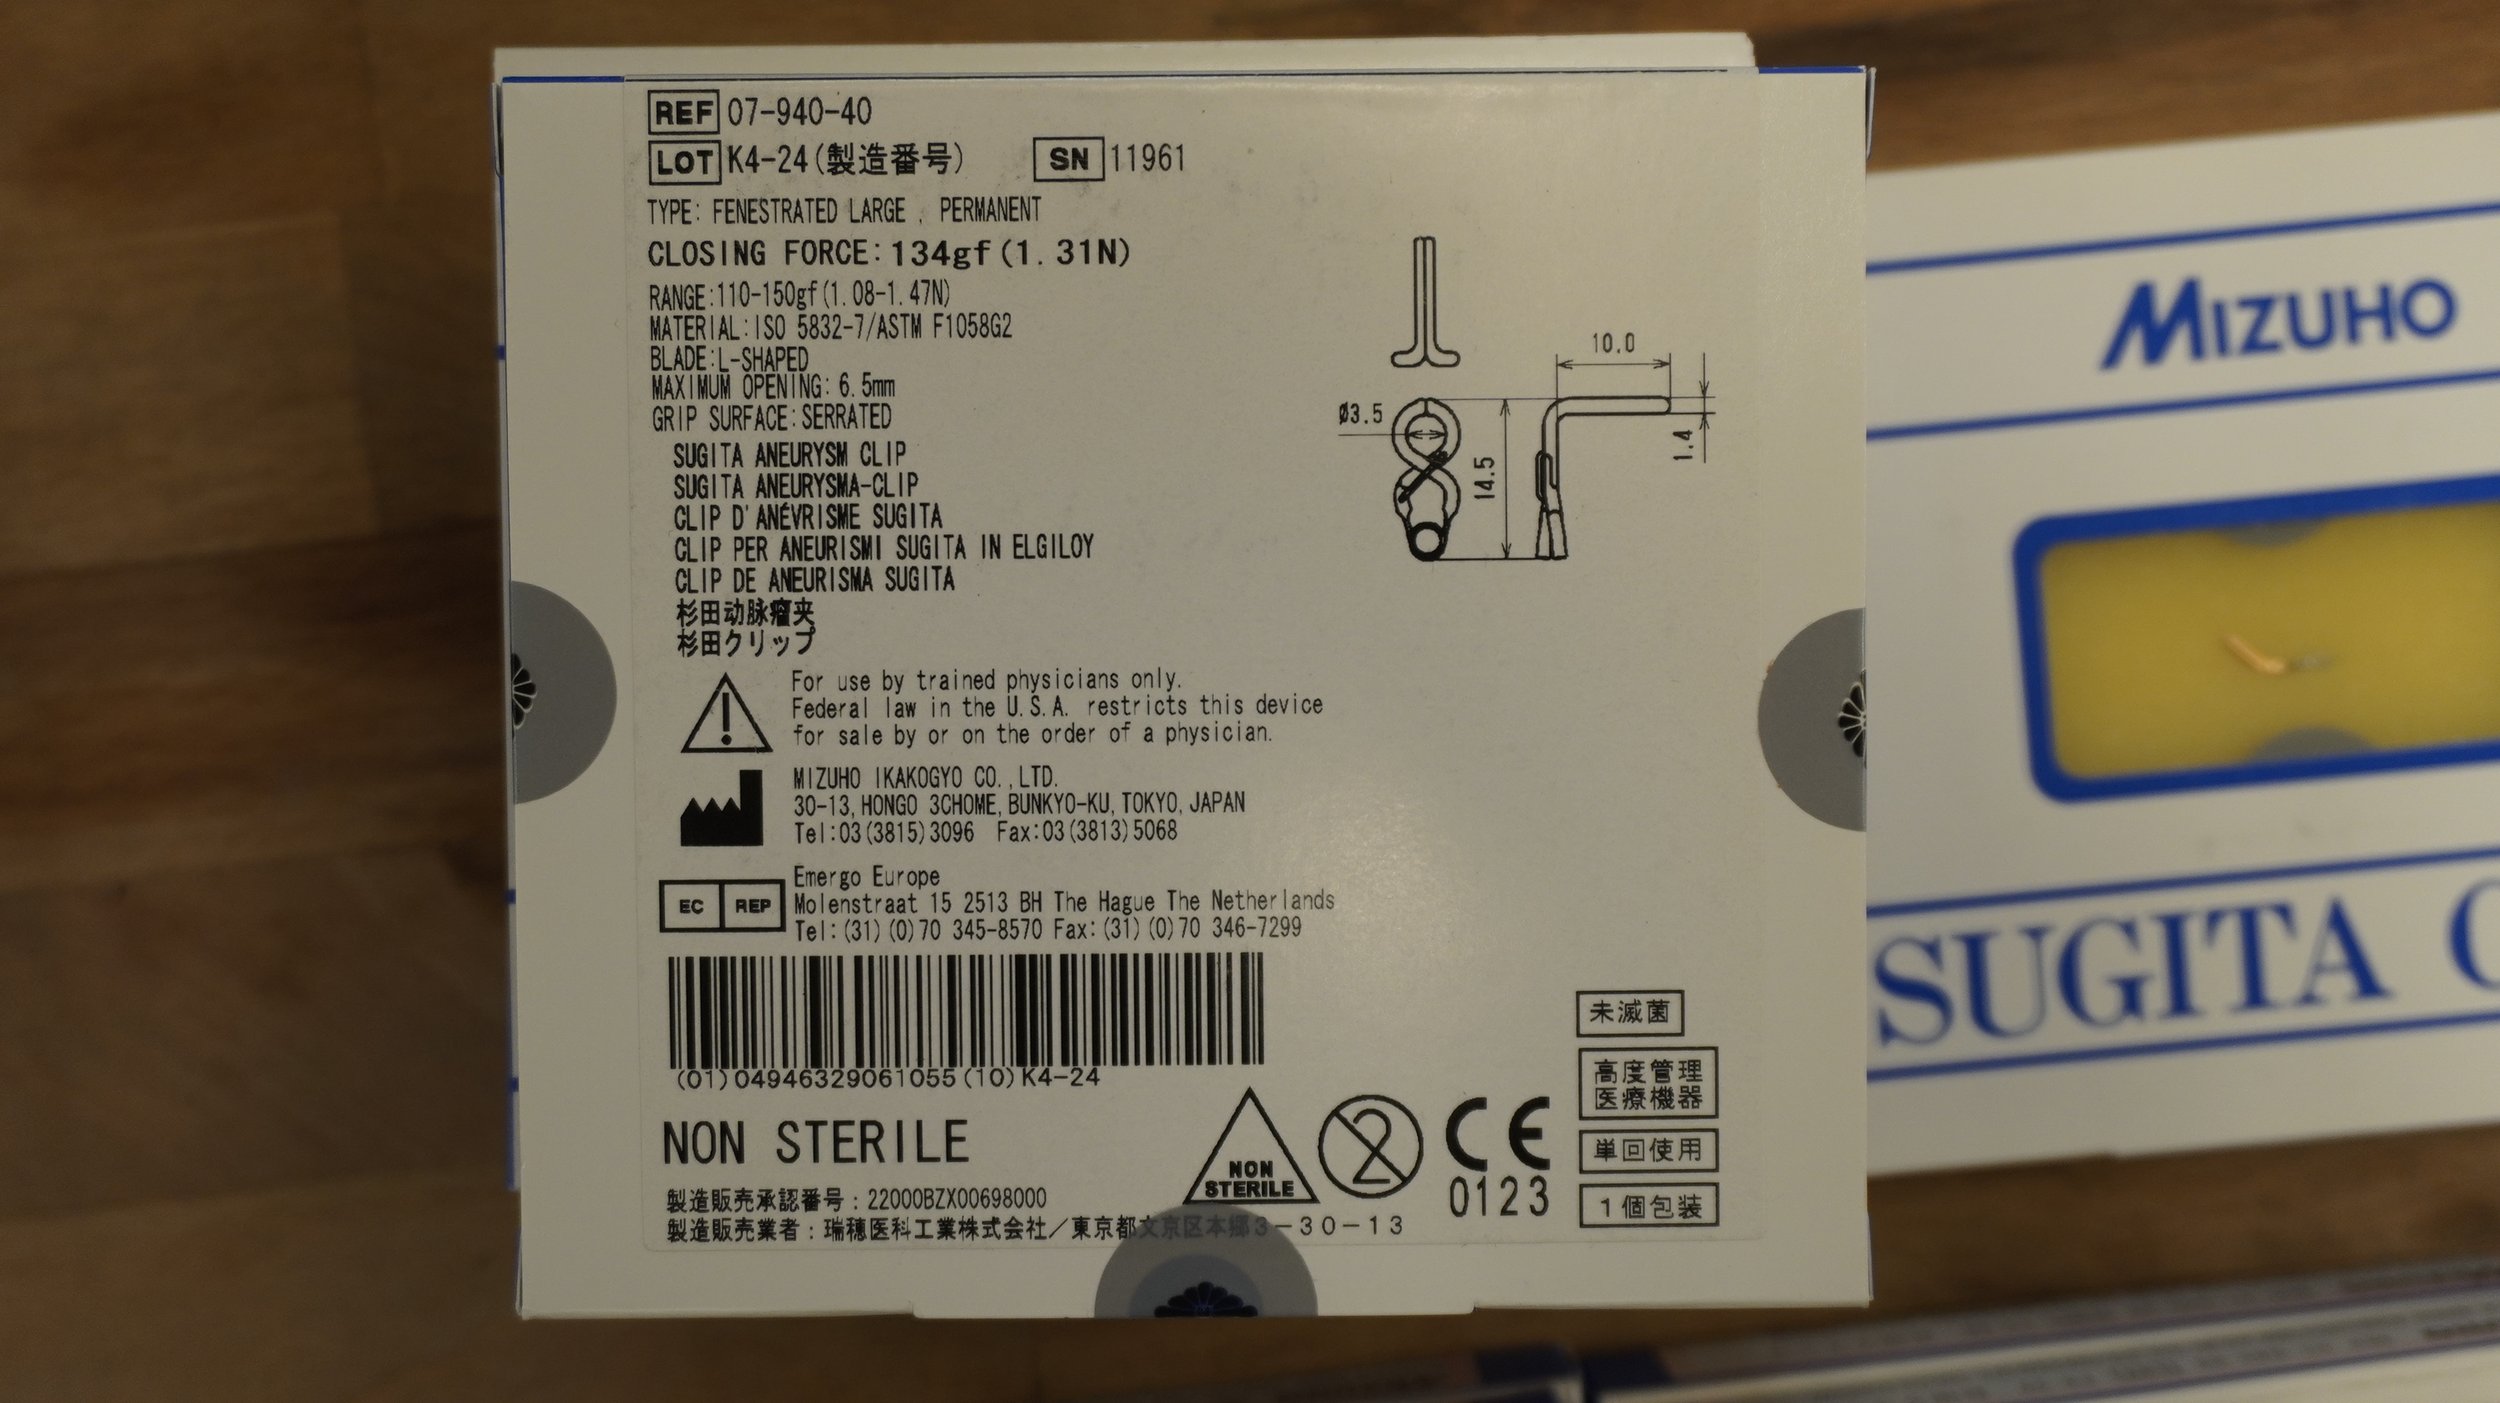 REF 07-940-40
LOT K4-24(製造番号) SN 11961
TYPE: FENESTRATED LARGE , PERMANENT
CLOSING FORCE: 134gf (1.31N)
RANGE:110-150gf(1.08-1.47N)
MATERIAL:ISO 5832-7/ASTM F1058G2
BLADE:L-SHAPED
MAXIMUM OPENING: 6.5mm
GRIP SURFACE:SERRATED
SUGITA ANEURYSM CLIP
SUGITA ANEURYSMA-CLIP
CLIP D'ANÉVRISME SUGITA
CLIP PER ANEURISMI SUGITA IN ELGILOY
CLIP DE ANEURISMA SUGITA
杉田动脉瘤夹
杉田クリップ
10.0
Ø3.5
14.5
1.4
For use by trained physicians only.
Federal law in the U.S.A. restricts this device
for sale by or on the order of a physician.
MIZUHO IKAKOGYO CO.,LTD.
30-13,HONGO 3CHOME,BUNKYO-KU,TOKYO,JAPAN
Tel:03(3815)3096 Fax:03(3813)5068
EC REP
Emergo Europe
Molenstraat 15 2513 BH The Hague The Netherlands
Tel:(31)(0)70 345-8570 Fax:(31)(0)70 346-7299
(01)04946329061055(10)K4-24
NON STERILE
NON
STERILE
2
CE
0123
未滅菌
高度管理
医療機器
単回使用
1個包装
製造販売承認番号：22000BZX00698000
製造販売業者：瑞穂医科工業株式会社／東京都文京区本郷3－30－13
MIZUHO
SUGITA